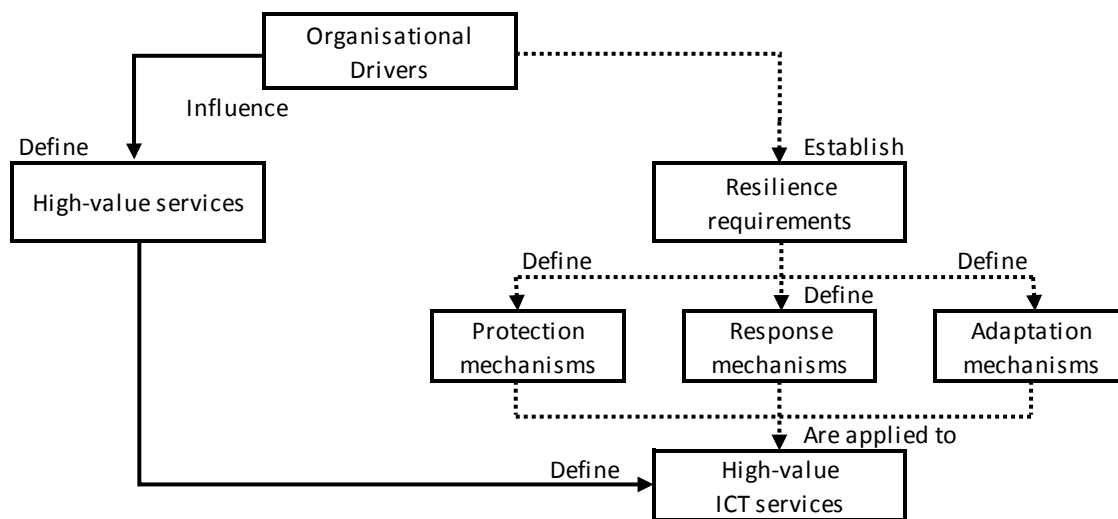 Organisational
Drivers
Influence
Define
Establish
High-value services
Resilience
requirements
Define
Define
Define
Protection
mechanisms
Response
mechanisms
Adaptation
mechanisms
Are applied to
Define
High-value
ICT services